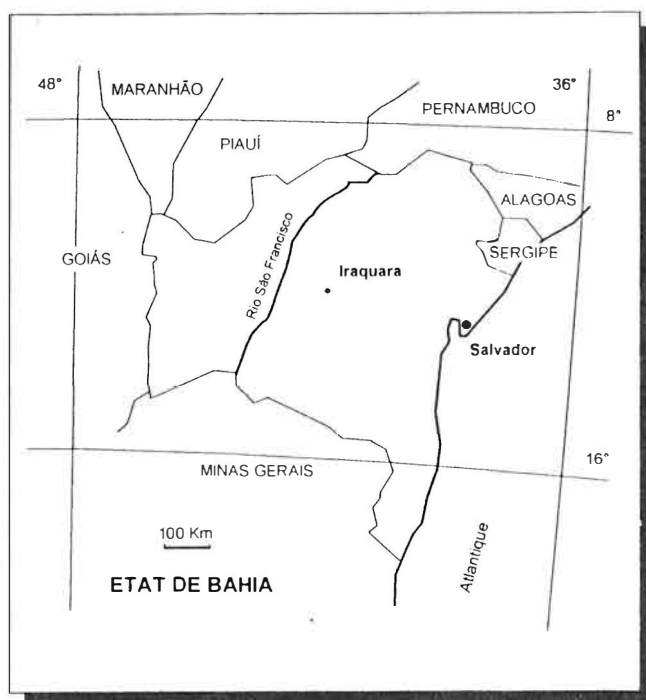 48°
36°
MARANHÃO
PERNAMBUCO
8°
PIAUÍ
ALAGOAS
GOIÁS
SERGIPE
Rio São Francisco
Iraquara
Salvador
16°
MINAS GERAIS
100 Km
Atlantique
ETAT DE BAHIA